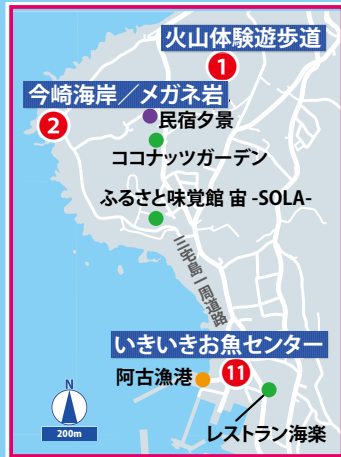 火山体験遊歩道
1
今崎海岸／メガネ岩
2
民宿夕景
ココナッツガーデン
ふるさと味覚館 宙 -SOLA-
三宅島一周道路
いきいきお魚センター
阿古漁港
11
N
200m
レストラン海楽